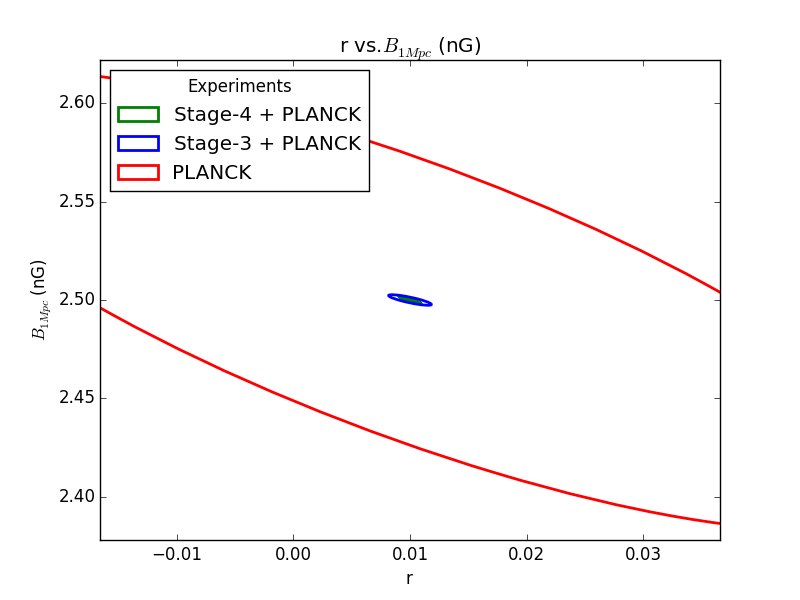 r vs.B_{1Mpc} (nG)
Experiments
Stage-4 + PLANCK
Stage-3 + PLANCK
PLANCK
2.60
2.55
2.50
2.45
2.40
B_{1Mpc} (nG)
−0.01 0.00 0.01 0.02 0.03
r